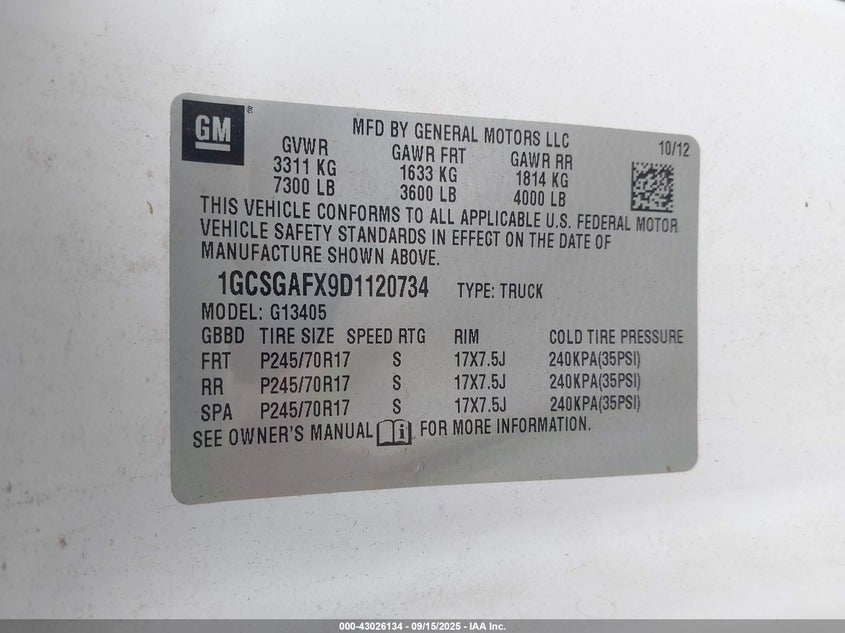 GM
®
MFD BY GENERAL MOTORS LLC
10/12
GVWR GAWR FRT GAWR RR
3311 KG 1633 KG 1814 KG
7300 LB 3600 LB 4000 LB
THIS VEHICLE CONFORMS TO ALL APPLICABLE U.S. FEDERAL MOTOR
VEHICLE SAFETY STANDARDS IN EFFECT ON THE DATE OF
MANUFACTURE SHOWN ABOVE.
1GCSGAFX9D1120734 TYPE: TRUCK
MODEL: G13405
GBBD TIRE SIZE SPEED RTG RIM COLD TIRE PRESSURE
FRT P245/70R17 S 17X7.5J 240KPA(35PSI)
RR P245/70R17 S 17X7.5J 240KPA(35PSI)
SPA P245/70R17 S 17X7.5J 240KPA(35PSI)
SEE OWNER'S MANUAL i FOR MORE INFORMATION.
000-43026134 - 09/15/2025 - IAA Inc.